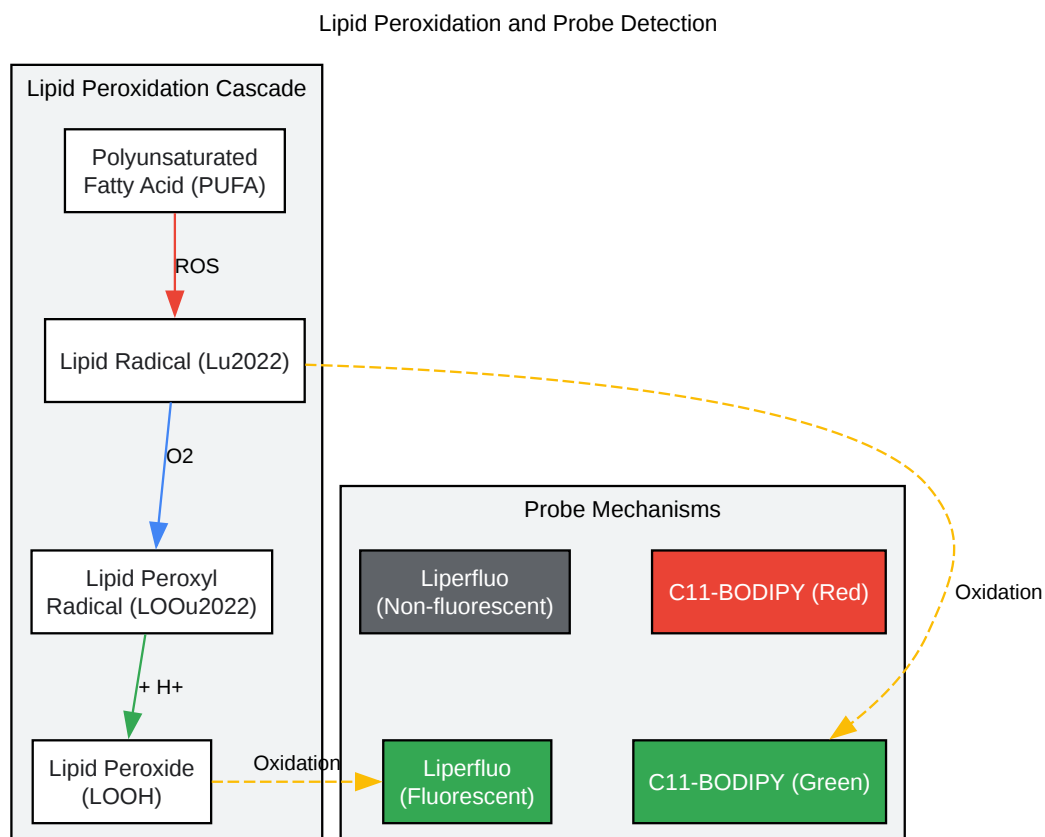 Lipid Peroxidation and Probe Detection
Lipid Peroxidation Cascade
Polyunsaturated
Fatty Acid (PUFA)
ROS
Lipid Radical (Lu2022)
O2
Lipid Peroxyl
Radical (LOOu2022)
+ H+
Lipid Peroxide
(LOOH)
Oxidation
Probe Mechanisms
Liperfluo
(Non-fluorescent)
C11-BODIPY (Red)
Oxidation
Liperfluo
(Fluorescent)
C11-BODIPY (Green)